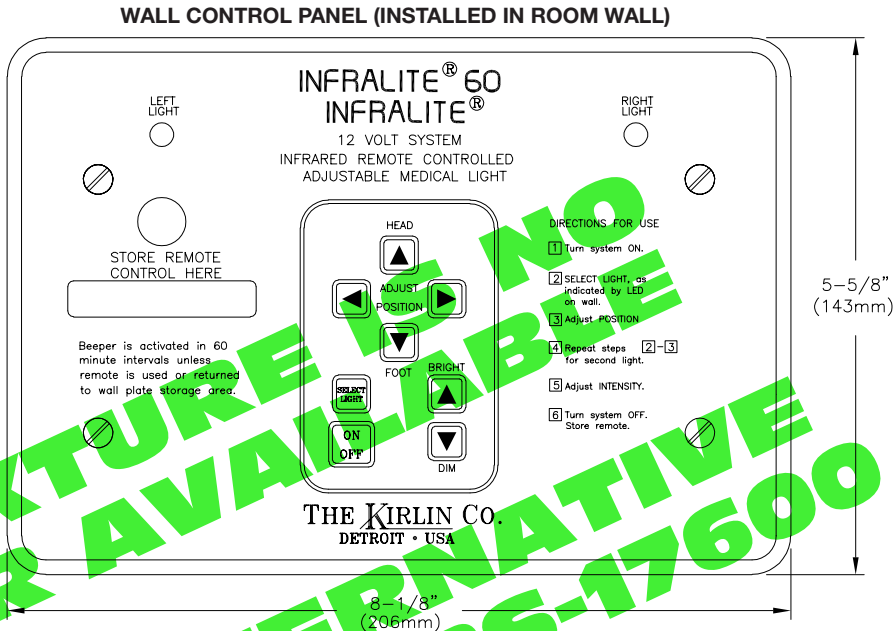 WALL CONTROL PANEL (INSTALLED IN ROOM WALL)
INFRALITE® 60
INFRALITE®
12 VOLT SYSTEM
INFRARED REMOTE CONTROLLED
ADJUSTABLE MEDICAL LIGHT
LEFT
LIGHT
RIGHT
LIGHT
STORE REMOTE
CONTROL HERE
Beeper is activated in 60
minute intervals unless
remote is used or returned
to wall plate storage area.
HEAD
ADJUST
POSITION
FOOT
BRIGHT
SELECT
LIGHT
ON
OFF
DIM
DIRECTIONS FOR USE
1 Turn system ON.
2 SELECT LIGHT, as
indicated by LED
on wall.
3 Adjust POSITION
4 Repeat steps 2-3
for second light.
5 Adjust INTENSITY.
6 Turn system OFF.
Store remote.
THE KIRLIN CO.
DETROIT • USA
5-5/8"
(143mm)
8-1/8"
(206mm)
IS NO
AVAILABLE